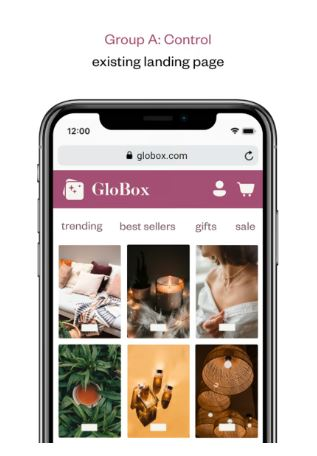 Group A: Control
existing landing page
12:00
globox.com
GloBox
trending best sellers gifts sale